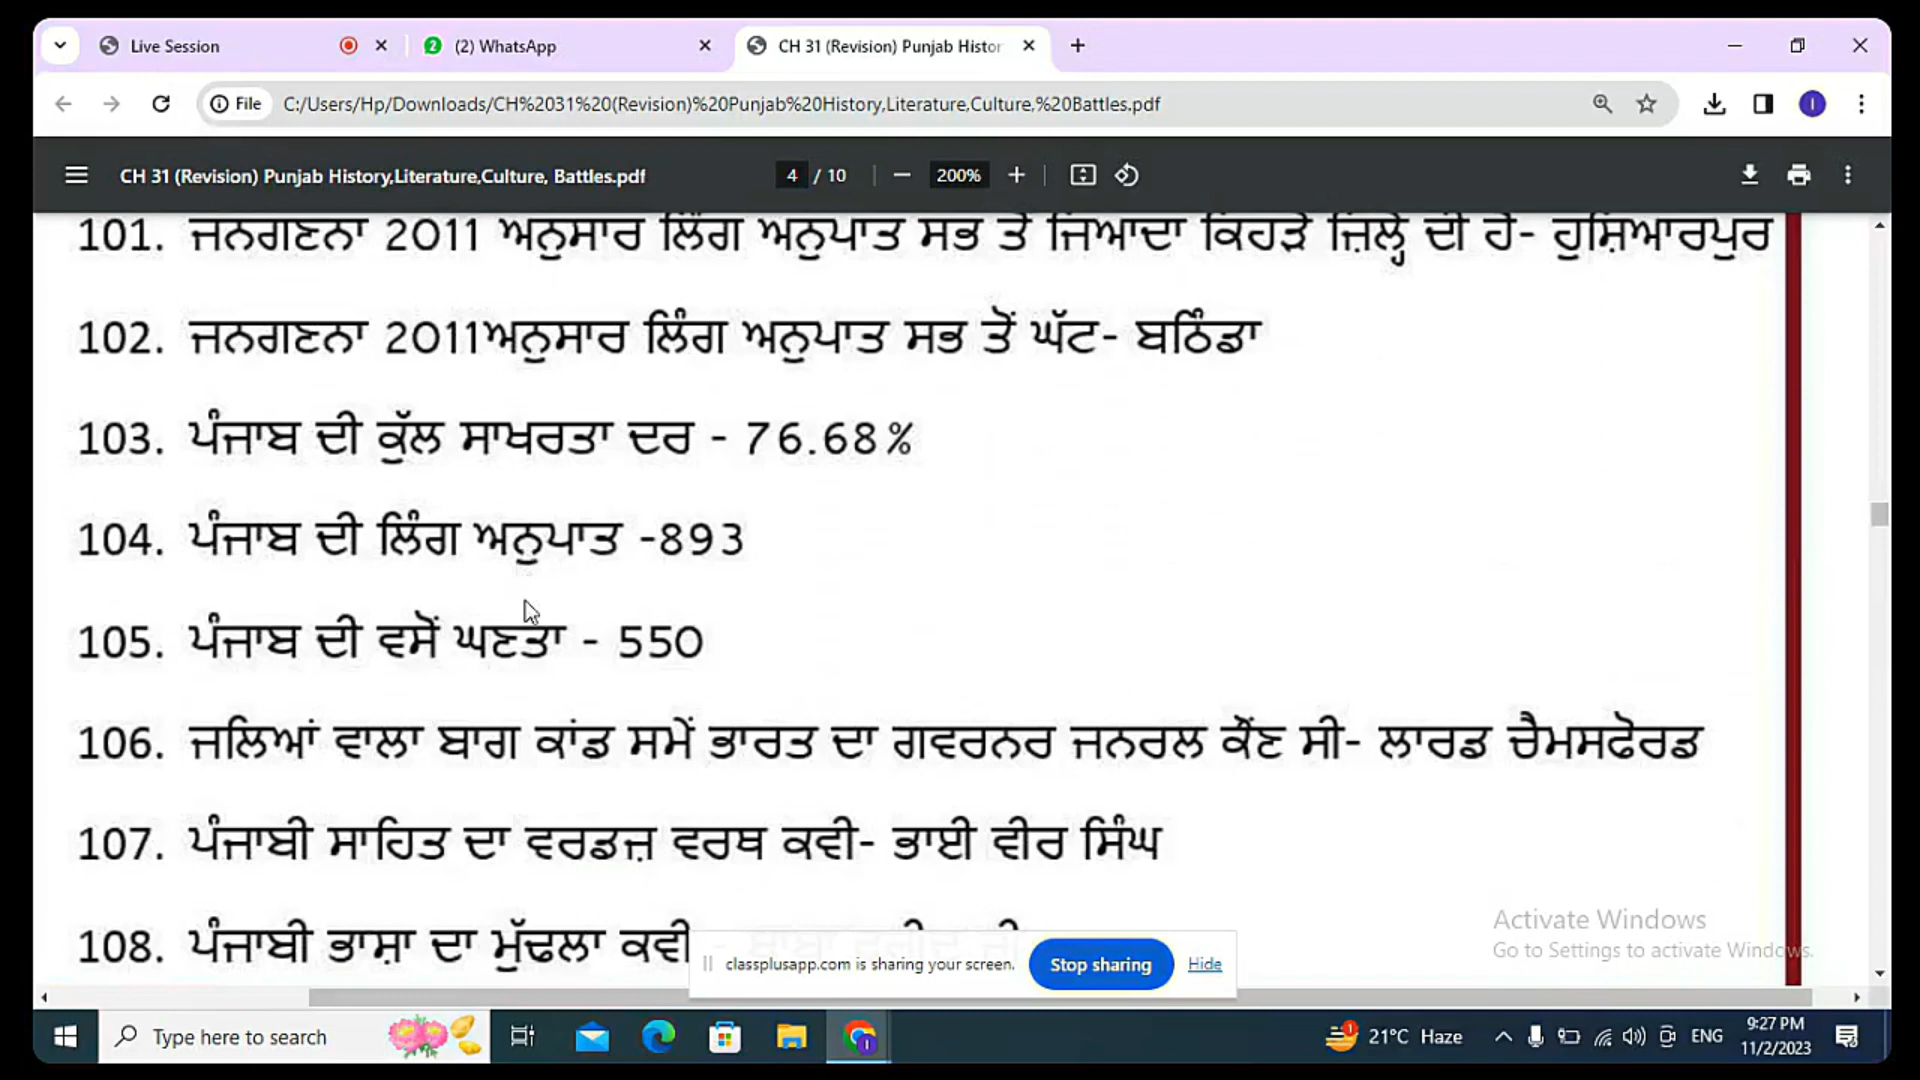 Live Session
(2) WhatsApp
CH 31 (Revision) Punjab Histor
File
C:/Users/Hp/Downloads/CH%2031%20(Revision)%20Punjab%20History,Literature,Culture,%20Battles.pdf
CH 31 (Revision) Punjab History,Literature,Culture, Battles.pdf
4 / 10
200%
101. ਜਨਗਣਨਾ 2011 ਅਨੁਸਾਰ ਲਿੰਗ ਅਨੁਪਾਤ ਸਭ ਤੋਂ ਜਿਆਦਾ ਕਿਹੜੇ ਜ਼ਿਲ੍ਹੇ ਦੀ ਹੈ- ਹੁਸ਼ਿਆਰਪੁਰ
102. ਜਨਗਣਨਾ 2011ਅਨੁਸਾਰ ਲਿੰਗ ਅਨੁਪਾਤ ਸਭ ਤੋਂ ਘੱਟ- ਬਠਿੰਡਾ
103. ਪੰਜਾਬ ਦੀ ਕੁੱਲ ਸਾਖਰਤਾ ਦਰ - 76.68%
104. ਪੰਜਾਬ ਦੀ ਲਿੰਗ ਅਨੁਪਾਤ -893
105. ਪੰਜਾਬ ਦੀ ਵਸੋਂ ਘਣਤਾ - 550
106. ਜਲਿਆਂ ਵਾਲਾ ਬਾਗ ਕਾਂਡ ਸਮੇਂ ਭਾਰਤ ਦਾ ਗਵਰਨਰ ਜਨਰਲ ਕੌਣ ਸੀ- ਲਾਰਡ ਚੈਮਸਫੋਰਡ
107. ਪੰਜਾਬੀ ਸਾਹਿਤ ਦਾ ਵਰਡਜ਼ ਵਰਥ ਕਵੀ- ਭਾਈ ਵੀਰ ਸਿੰਘ
108. ਪੰਜਾਬੀ ਭਾਸ਼ਾ ਦਾ ਮੁੱਢਲਾ ਕਵੀ
classplusapp.com is sharing your screen.
Stop sharing
Hide
Activate Windows
Go to Settings to activate Windows.
Type here to search
21°C Haze
ENG
9:27 PM
11/2/2023